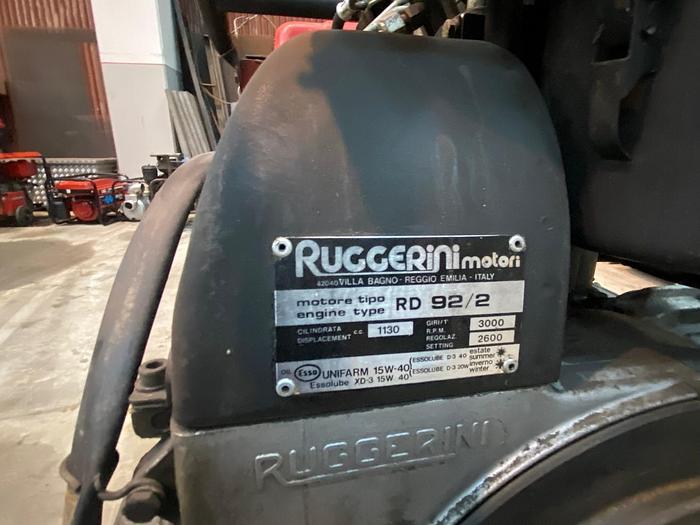 RUGGERINI motori
42040 VILLA BAGNO - REGGIO EMILIA - ITALY
motore tipo
engine type RD 92/2
CILINDRATA
DISPLACEMENT c.c. 1130
GIRI/1'
R.P.M. 3000
REGOLAZ.
SETTING 2600
OIL Esso UNIFARM 15W-40
Essolube XD-3 15W 40
ESSOLUBE D-3 40 estate summer
ESSOLUBE D-3 20W inverno winter
RUGGERINI